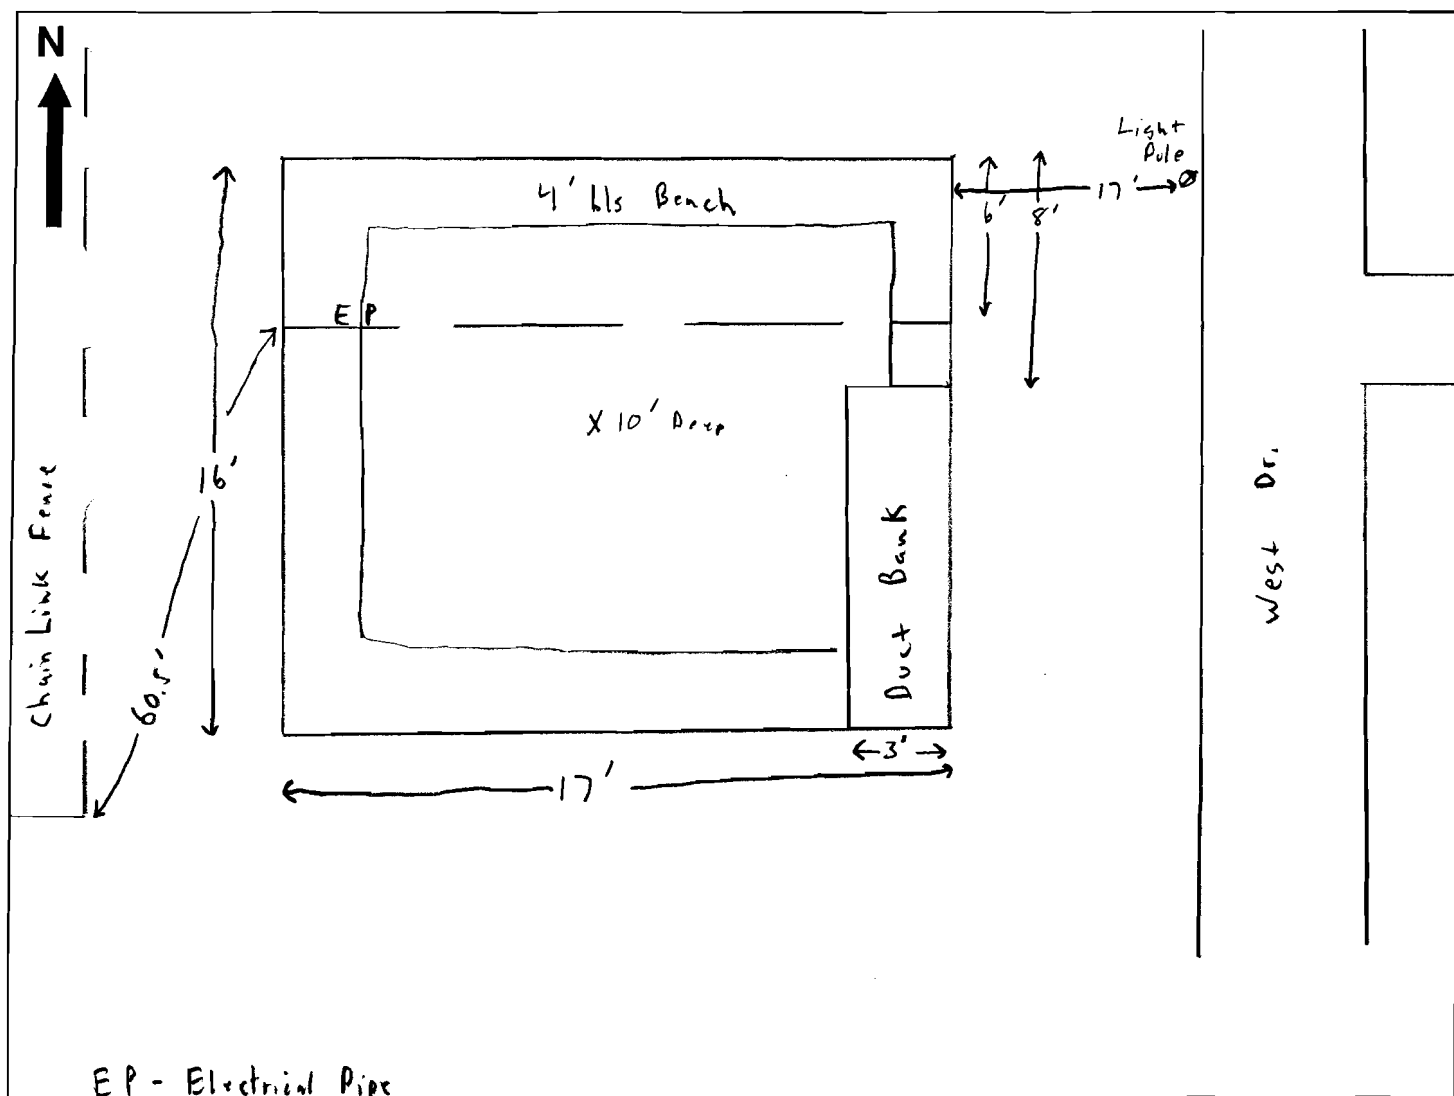 N
Light
Pole
4' bls Bench
17'
6'
8'
E P
X 10' Deep
16'
Chain Link Fence
Duct Bank
West Dr.
60.5'
3'
17'
EP - Electrical Pipe